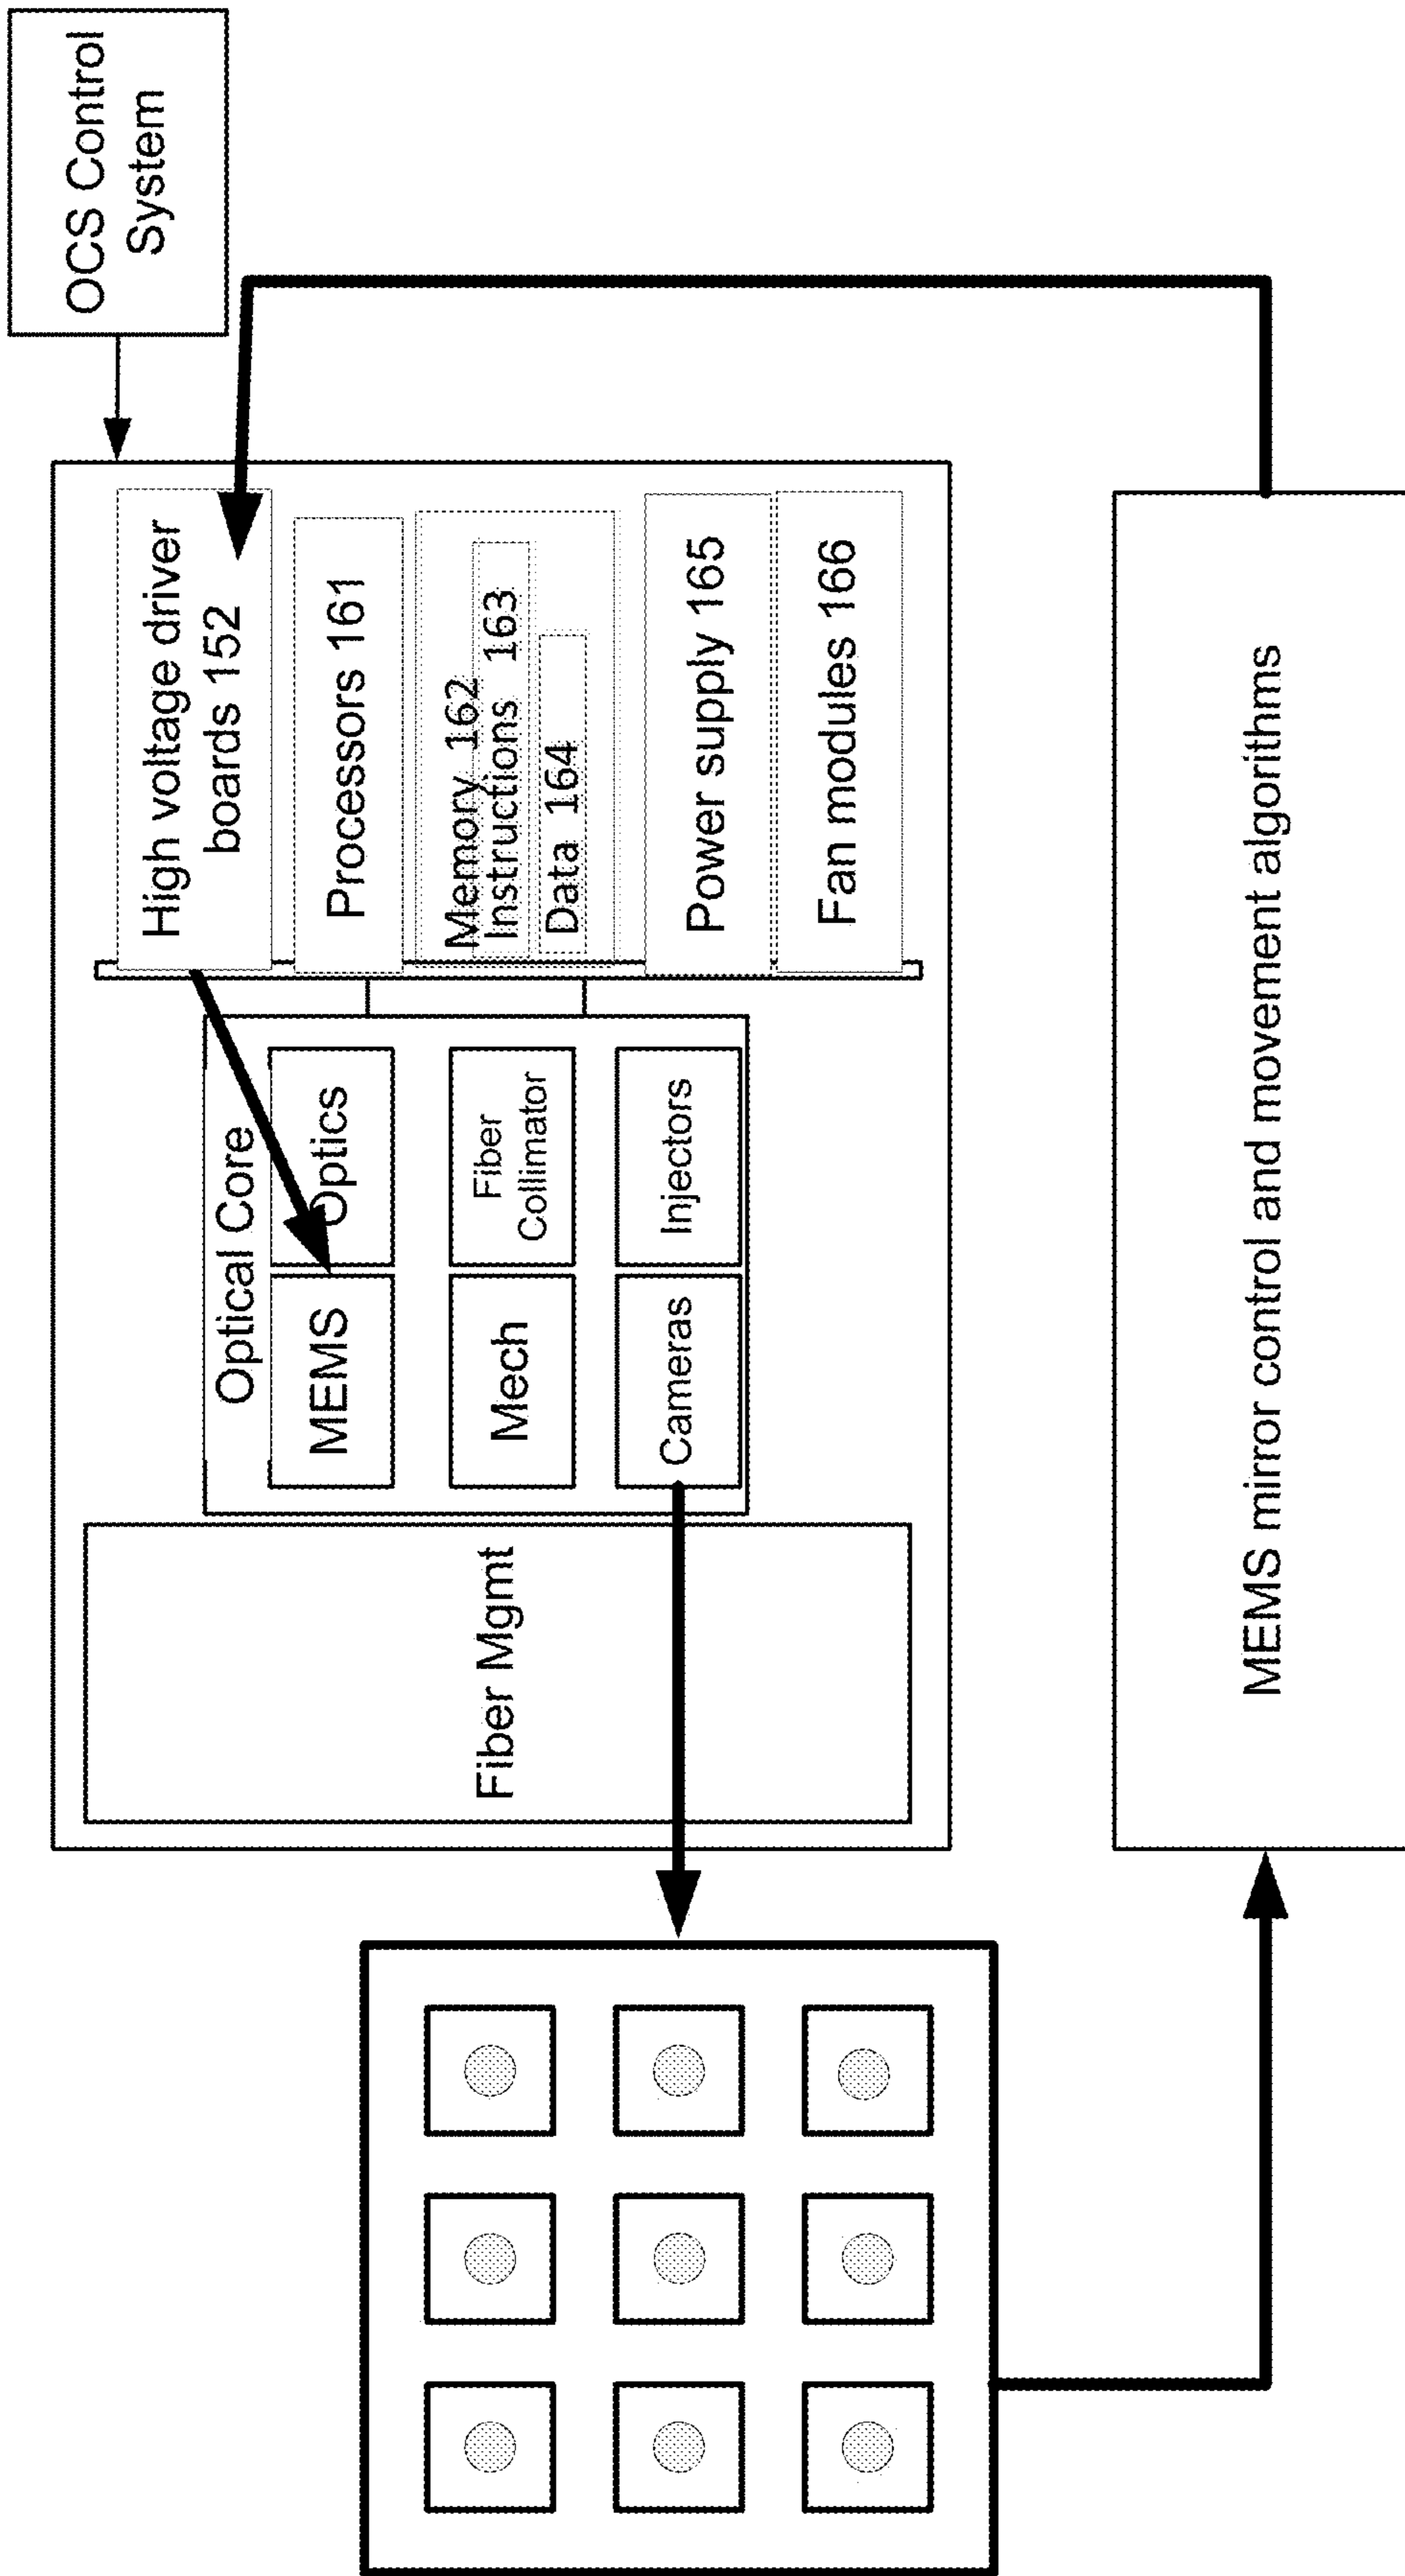 OCS Control
System
Fiber Mgmt
Optical Core
MEMS
Optics
Mech
Fiber
Collimator
Cameras
Injectors
High voltage driver
boards 152
Processors 161
Memory 162
Instructions 163
Data 164
Power supply 165
Fan modules 166
MEMS mirror control and movement algorithms